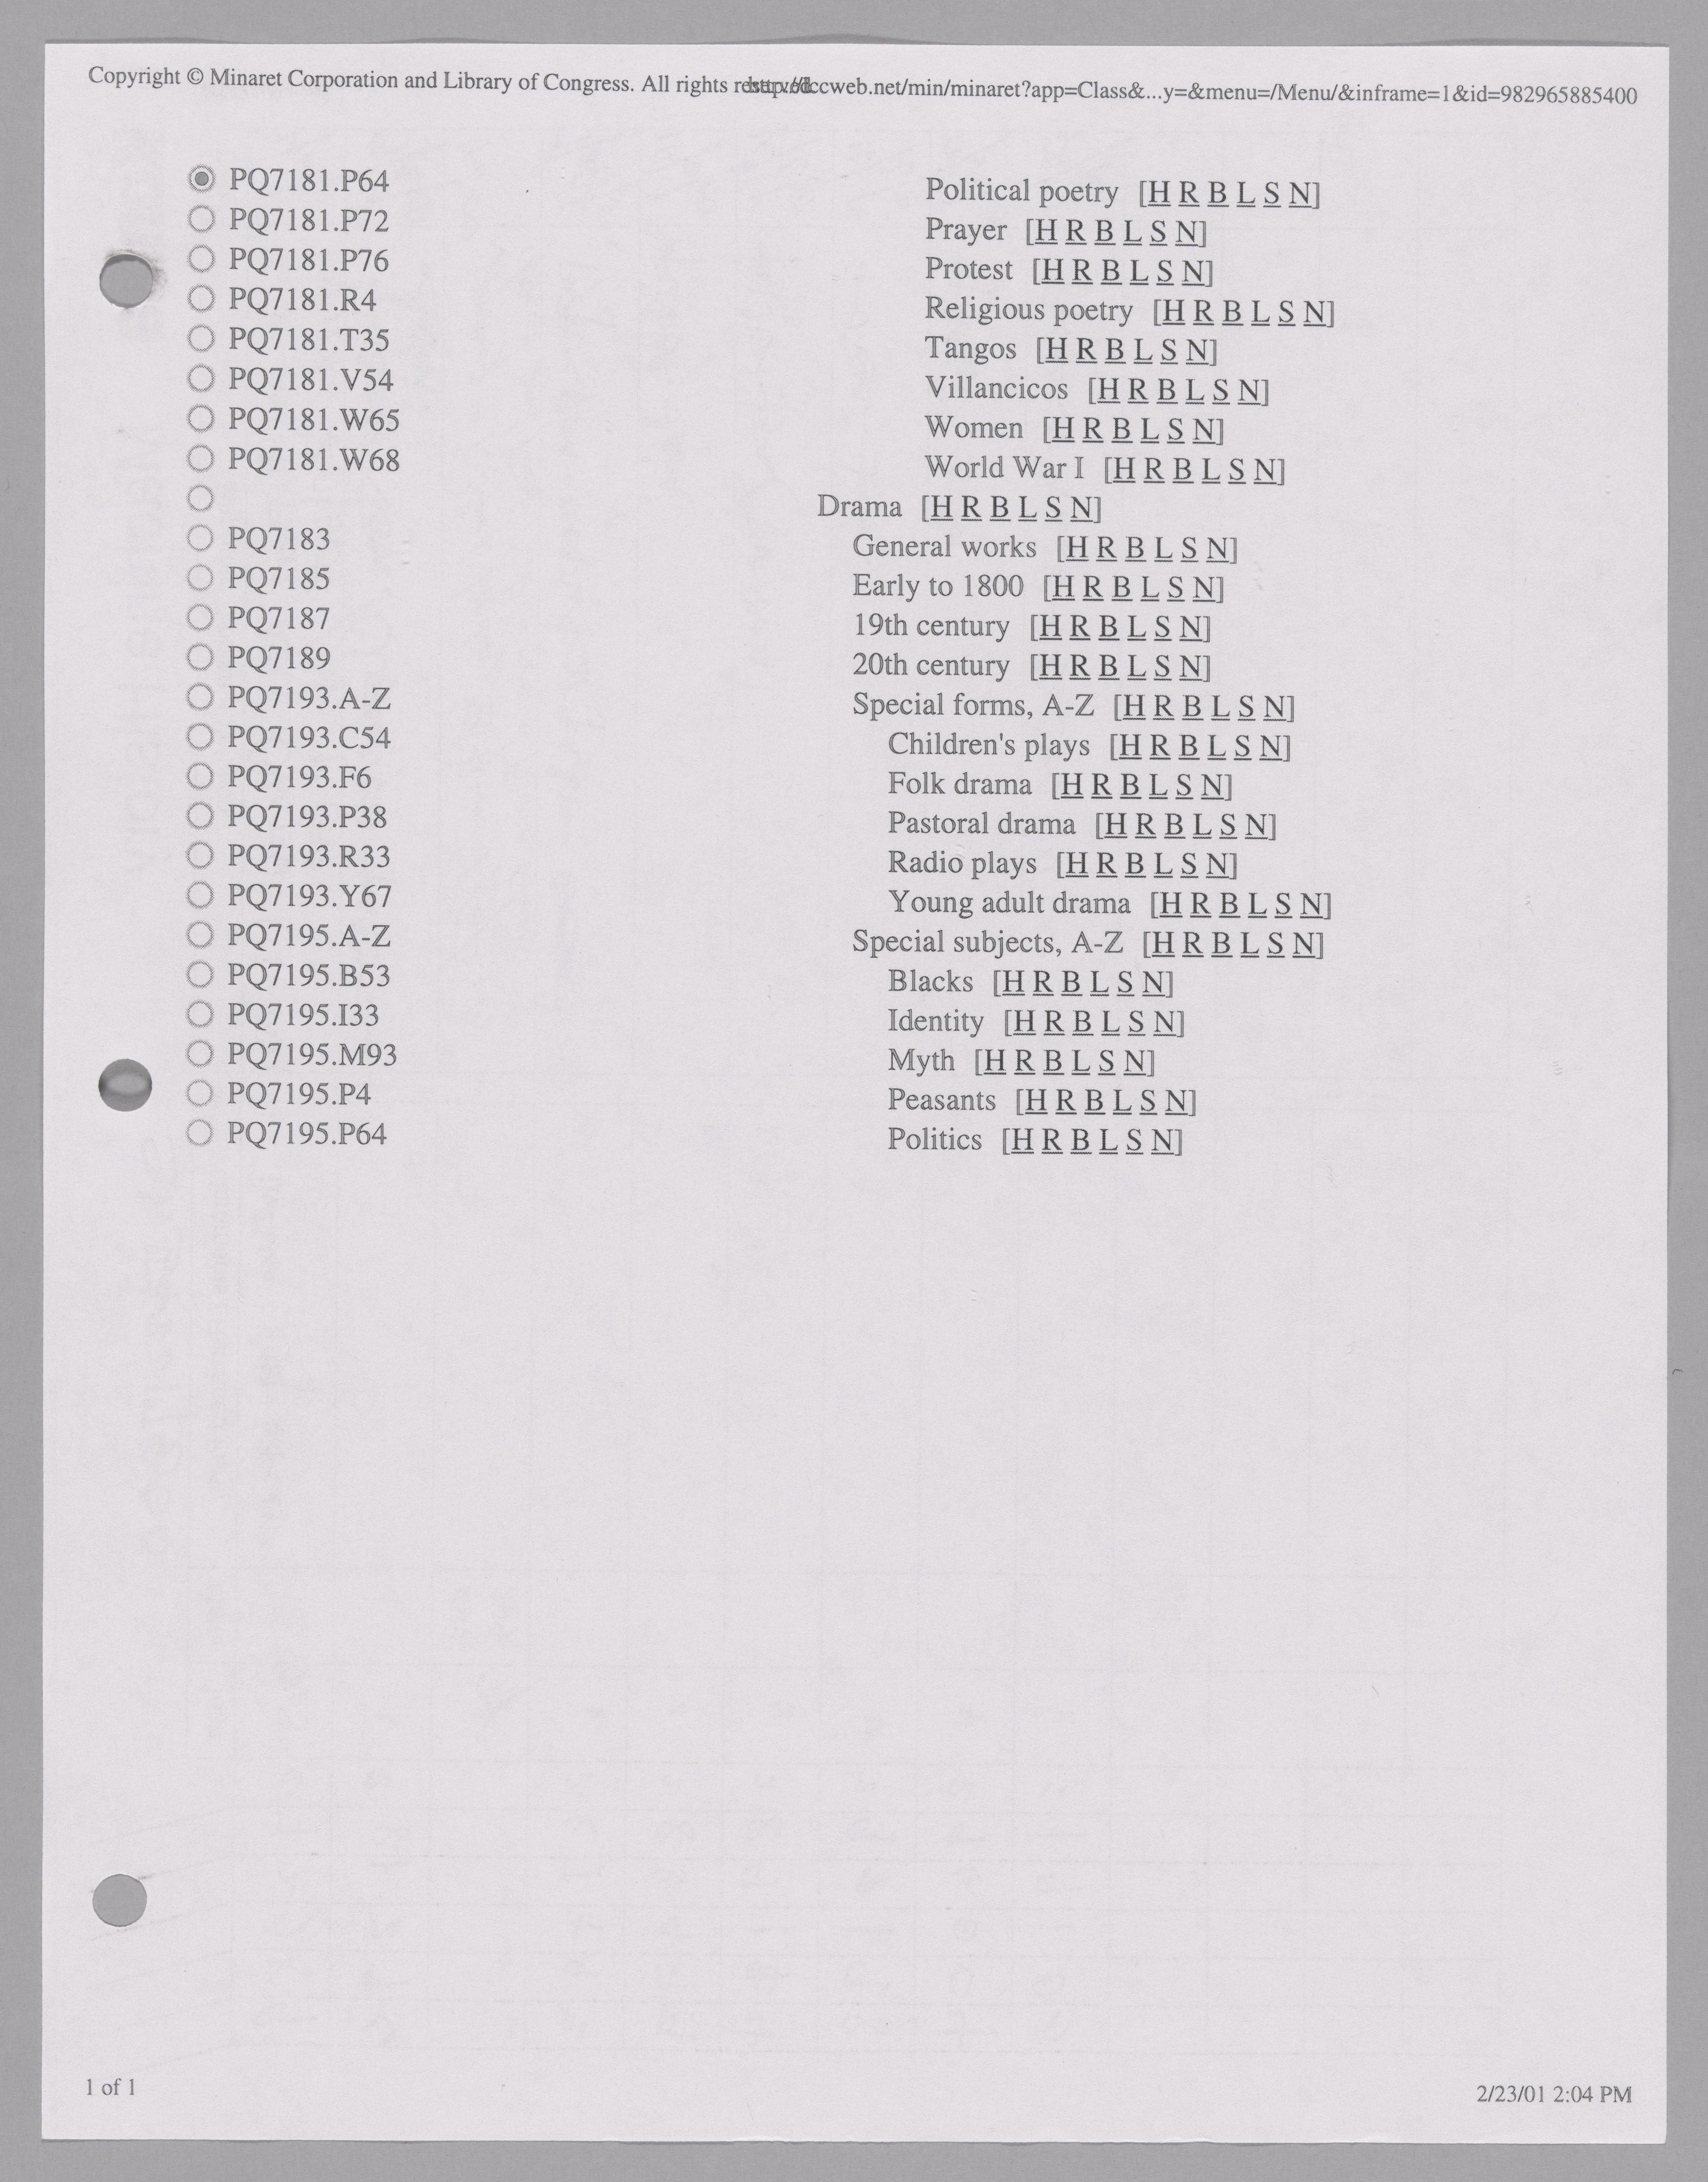 Copyright © Minaret Corporation and Library of Congress. All rights reserved. http://lccweb.net/min/minaret?app=Class&...y=&menu=/Menu/&inframe=1&id=982965885400
PQ7181.P64 Political poetry [H R B L S N]
PQ7181.P72 Prayer [H R B L S N]
PQ7181.P76 Protest [H R B L S N]
PQ7181.R4 Religious poetry [H R B L S N]
PQ7181.T35 Tangos [H R B L S N]
PQ7181.V54 Villancicos [H R B L S N]
PQ7181.W65 Women [H R B L S N]
PQ7181.W68 World War I [H R B L S N]
Drama [H R B L S N]
PQ7183 General works [H R B L S N]
PQ7185 Early to 1800 [H R B L S N]
PQ7187 19th century [H R B L S N]
PQ7189 20th century [H R B L S N]
PQ7193.A-Z Special forms, A-Z [H R B L S N]
PQ7193.C54 Children's plays [H R B L S N]
PQ7193.F6 Folk drama [H R B L S N]
PQ7193.P38 Pastoral drama [H R B L S N]
PQ7193.R33 Radio plays [H R B L S N]
PQ7193.Y67 Young adult drama [H R B L S N]
PQ7195.A-Z Special subjects, A-Z [H R B L S N]
PQ7195.B53 Blacks [H R B L S N]
PQ7195.I33 Identity [H R B L S N]
PQ7195.M93 Myth [H R B L S N]
PQ7195.P4 Peasants [H R B L S N]
PQ7195.P64 Politics [H R B L S N]
1 of 1 2/23/01 2:04 PM